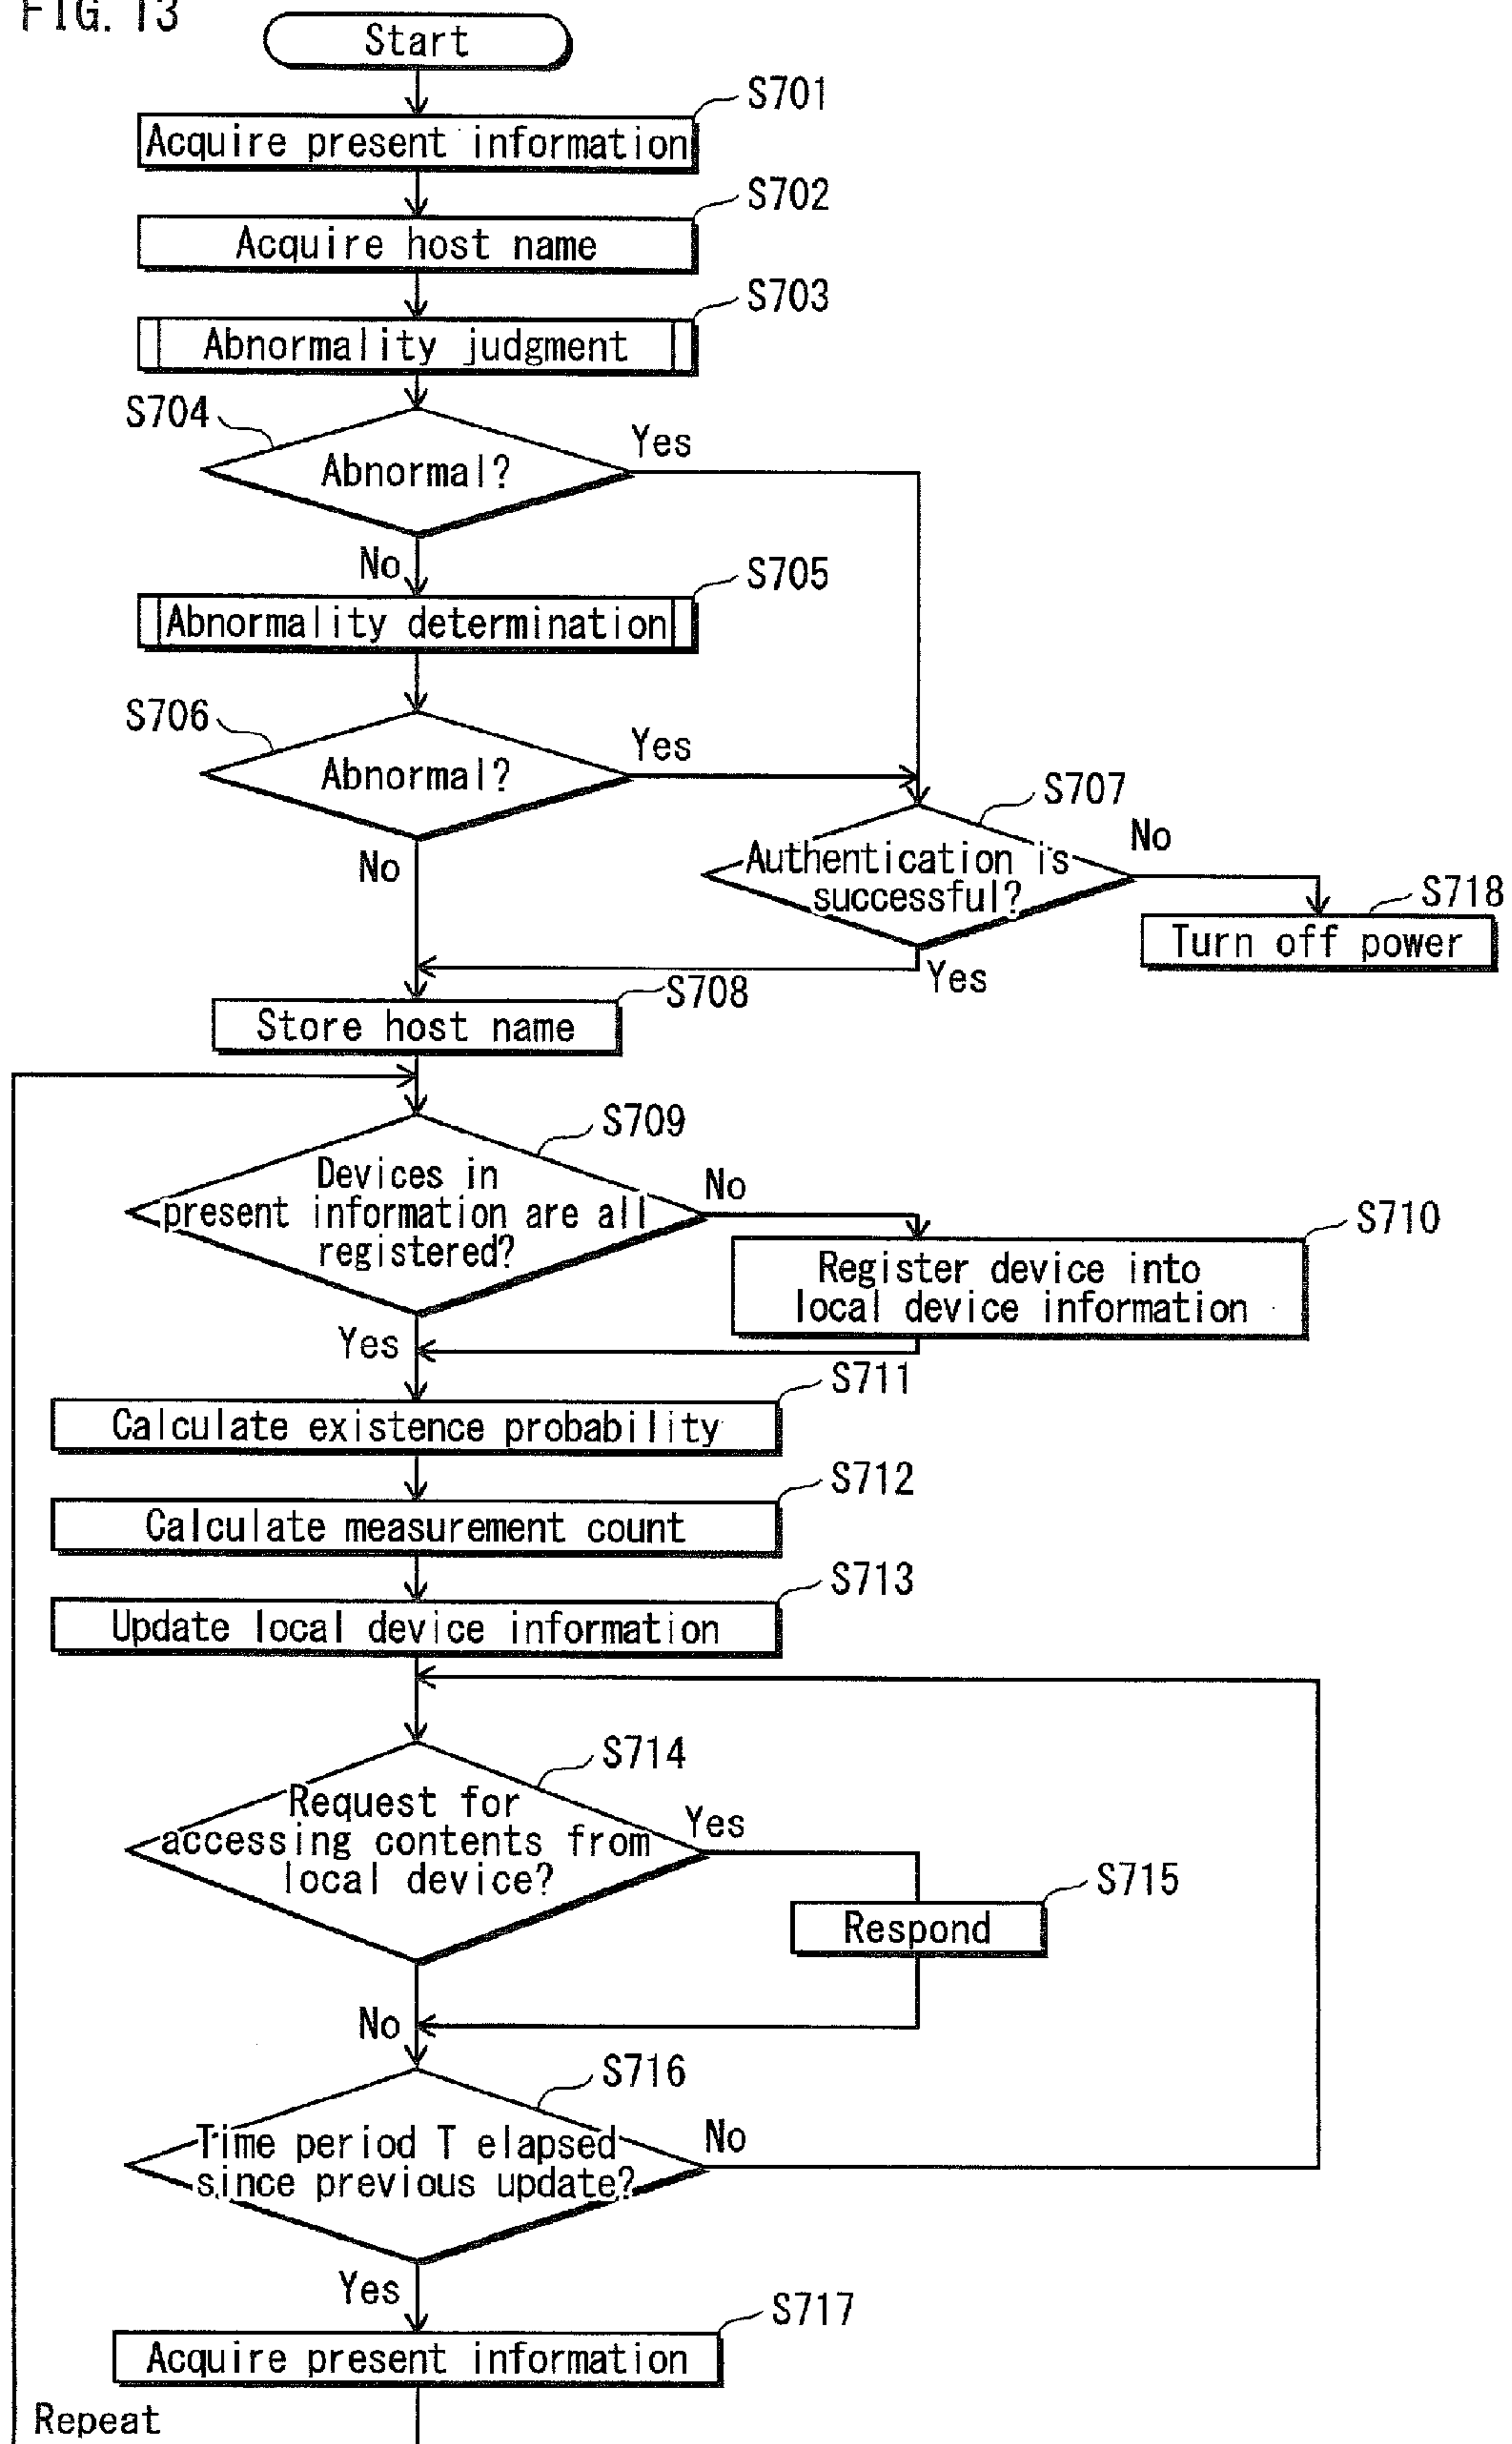 FIG. 13
Start
S701
Acquire present information
S702
Acquire host name
S703
Abnormality judgment
S704
Abnormal?
Yes
No
S705
Abnormality determination
S706
Abnormal?
Yes
No
S707
Authentication is
successful?
No
Yes
S718
Turn off power
S708
Store host name
S709
Devices in
present information are all
registered?
No
Yes
S710
Register device into
local device information
S711
Calculate existence probability
S712
Calculate measurement count
S713
Update local device information
S714
Request for
accessing contents from
local device?
Yes
S715
Respond
No
S716
Time period T elapsed
since previous update?
No
Yes
S717
Acquire present information
Repeat